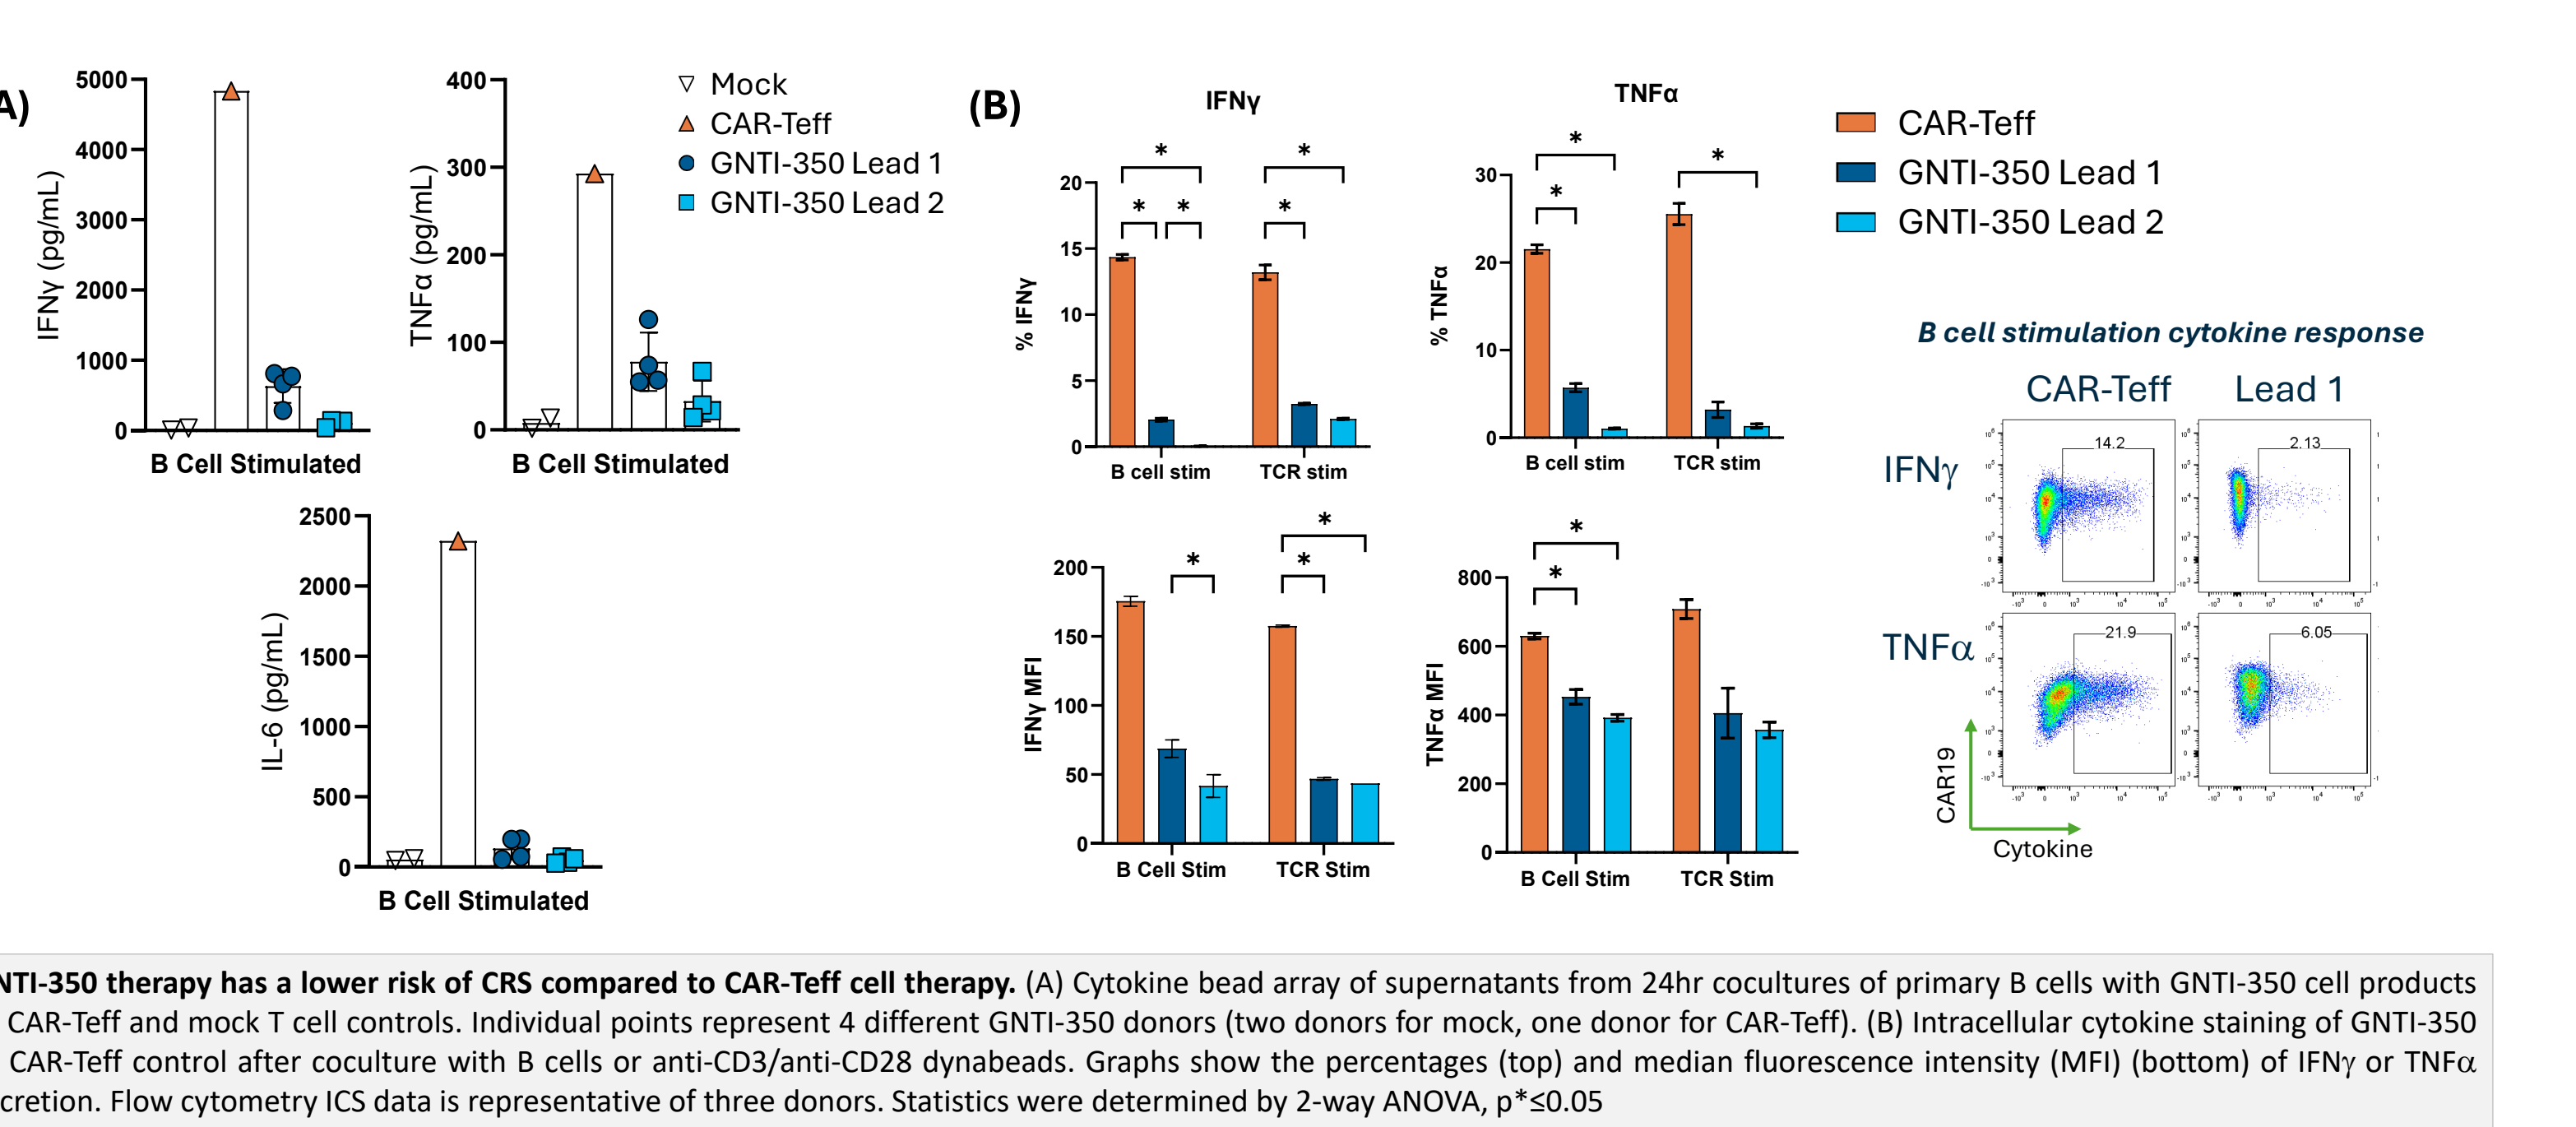 A)
5000
4000
3000
2000
1000
0
IFNγ (pg/mL)
B Cell Stimulated
400
300
200
100
0
TNFα (pg/mL)
B Cell Stimulated
Mock
CAR-Teff
GNTI-350 Lead 1
GNTI-350 Lead 2
2500
2000
1500
1000
500
0
IL-6 (pg/mL)
B Cell Stimulated
(B)
IFNγ
* *
* * *
20
15
10
5
0
% IFNγ
B cell stim TCR stim
TNFα
* *
*
30
20
10
0
% TNFα
B cell stim TCR stim
CAR-Teff
GNTI-350 Lead 1
GNTI-350 Lead 2
*
* *
200
150
100
50
0
IFNγ MFI
B Cell Stim TCR Stim
*
*
800
600
400
200
0
TNFα MFI
B Cell Stim TCR Stim
B cell stimulation cytokine response
CAR-Teff Lead 1
IFNγ
14.2 2.13
TNFα
21.9 6.05
CAR19
Cytokine
NTI-350 therapy has a lower risk of CRS compared to CAR-Teff cell therapy. (A) Cytokine bead array of supernatants from 24hr cocultures of primary B cells with GNTI-350 cell products
CAR-Teff and mock T cell controls. Individual points represent 4 different GNTI-350 donors (two donors for mock, one donor for CAR-Teff). (B) Intracellular cytokine staining of GNTI-350
CAR-Teff control after coculture with B cells or anti-CD3/anti-CD28 dynabeads. Graphs show the percentages (top) and median fluorescence intensity (MFI) (bottom) of IFNγ or TNFα
cretion. Flow cytometry ICS data is representative of three donors. Statistics were determined by 2-way ANOVA, p*≤0.05